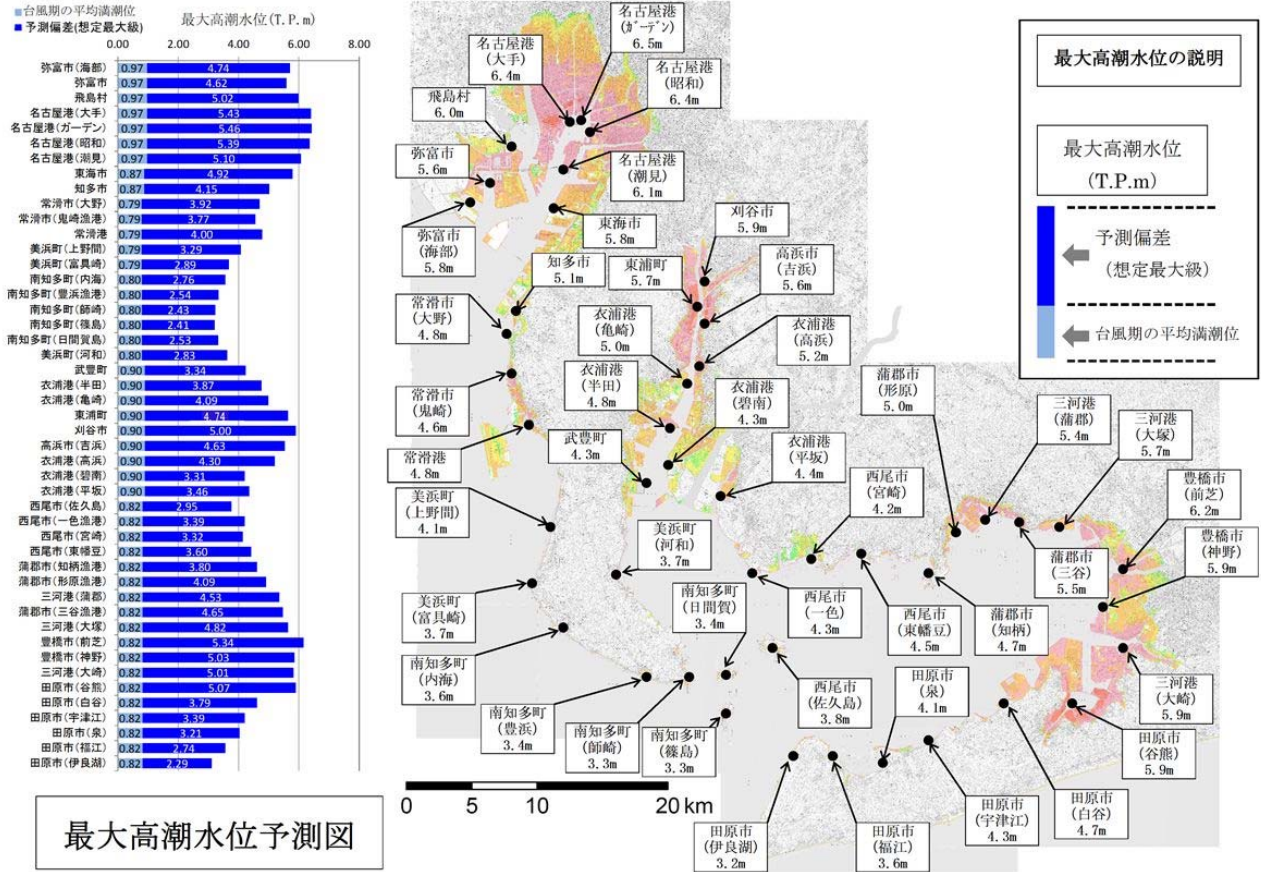 台風期の平均満潮位
予測偏差(想定最大級)
最大高潮水位(T.P.m)
0.00 2.00 4.00 6.00 8.00
弥富市(海部) 0.97 4.74
弥富市 0.97 4.62
飛島村 0.97 5.02
名古屋港(大手) 0.97 5.43
名古屋港(ガーデン) 0.97 5.46
名古屋港(昭和) 0.97 5.39
名古屋港(潮見) 0.97 5.10
東海市 0.87 4.92
知多市 0.87 4.15
常滑市(大野) 0.79 3.92
常滑市(鬼崎漁港) 0.79 3.77
常滑港 0.79 4.00
美浜町(上野間) 0.79 3.29
美浜町(富具崎) 0.79 2.89
南知多町(内海) 0.80 2.76
南知多町(豊浜漁港) 0.80 2.54
南知多町(師崎) 0.80 2.43
南知多町(篠島) 0.80 2.41
南知多町(日間賀島) 0.80 2.53
美浜町(河和) 0.80 2.83
武豊町 0.90 3.34
衣浦港(半田) 0.90 3.87
衣浦港(亀崎) 0.90 4.09
東浦町 0.90 4.74
刈谷市 0.90 5.00
高浜市(吉浜) 0.90 4.63
衣浦港(高浜) 0.90 4.30
衣浦港(碧南) 0.90 3.31
衣浦港(平坂) 0.90 3.46
西尾市(佐久島) 0.82 2.95
西尾市(一色漁港) 0.82 3.39
西尾市(宮崎) 0.82 3.32
西尾市(東幡豆) 0.82 3.60
蒲郡市(知柄漁港) 0.82 3.80
蒲郡市(形原漁港) 0.82 4.09
三河港(蒲郡) 0.82 4.53
蒲郡市(三谷漁港) 0.82 4.65
三河港(大塚) 0.82 4.82
豊橋市(前芝) 0.82 5.34
豊橋市(神野) 0.82 5.03
三河港(大崎) 0.82 5.01
田原市(谷熊) 0.82 5.07
田原市(白谷) 0.82 3.79
田原市(宇津江) 0.82 3.39
田原市(泉) 0.82 3.21
田原市(福江) 0.82 2.74
田原市(伊良湖) 0.82 2.29
最大高潮水位予測図
名古屋港
(ガーデン)
6.5m
名古屋港
(大手)
6.4m
名古屋港
(昭和)
6.4m
飛島村
6.0m
弥富市
5.6m
名古屋港
(潮見)
6.1m
弥富市
(海部)
5.8m
東海市
5.8m
知多市
5.1m
刈谷市
5.9m
東浦町
5.7m
高浜市
(吉浜)
5.6m
常滑市
(大野)
4.8m
衣浦港
(亀崎)
5.0m
衣浦港
(高浜)
5.2m
常滑市
(鬼崎)
4.6m
衣浦港
(半田)
4.8m
衣浦港
(碧南)
4.3m
蒲郡市
(形原)
5.0m
三河港
(蒲郡)
5.4m
三河港
(大塚)
5.7m
常滑港
4.8m
武豊町
4.3m
衣浦港
(平坂)
4.4m
西尾市
(宮崎)
4.2m
豊橋市
(前芝)
6.2m
美浜町
(上野間)
4.1m
美浜町
(河和)
3.7m
蒲郡市
(三谷)
5.5m
豊橋市
(神野)
5.9m
美浜町
(富具崎)
3.7m
南知多町
(日間賀)
3.4m
西尾市
(一色)
4.3m
西尾市
(東幡豆)
4.5m
蒲郡市
(知柄)
4.7m
南知多町
(内海)
3.6m
西尾市
(佐久島)
3.8m
田原市
(泉)
4.1m
三河港
(大崎)
5.9m
南知多町
(豊浜)
3.4m
南知多町
(師崎)
3.3m
南知多町
(篠島)
3.3m
田原市
(谷熊)
5.9m
田原市
(伊良湖)
3.2m
田原市
(福江)
3.6m
田原市
(宇津江)
4.3m
田原市
(白谷)
4.7m
0 5 10 20 km
最大高潮水位の説明
最大高潮水位
(T.P.m)
予測偏差
(想定最大級)
台風期の平均満潮位